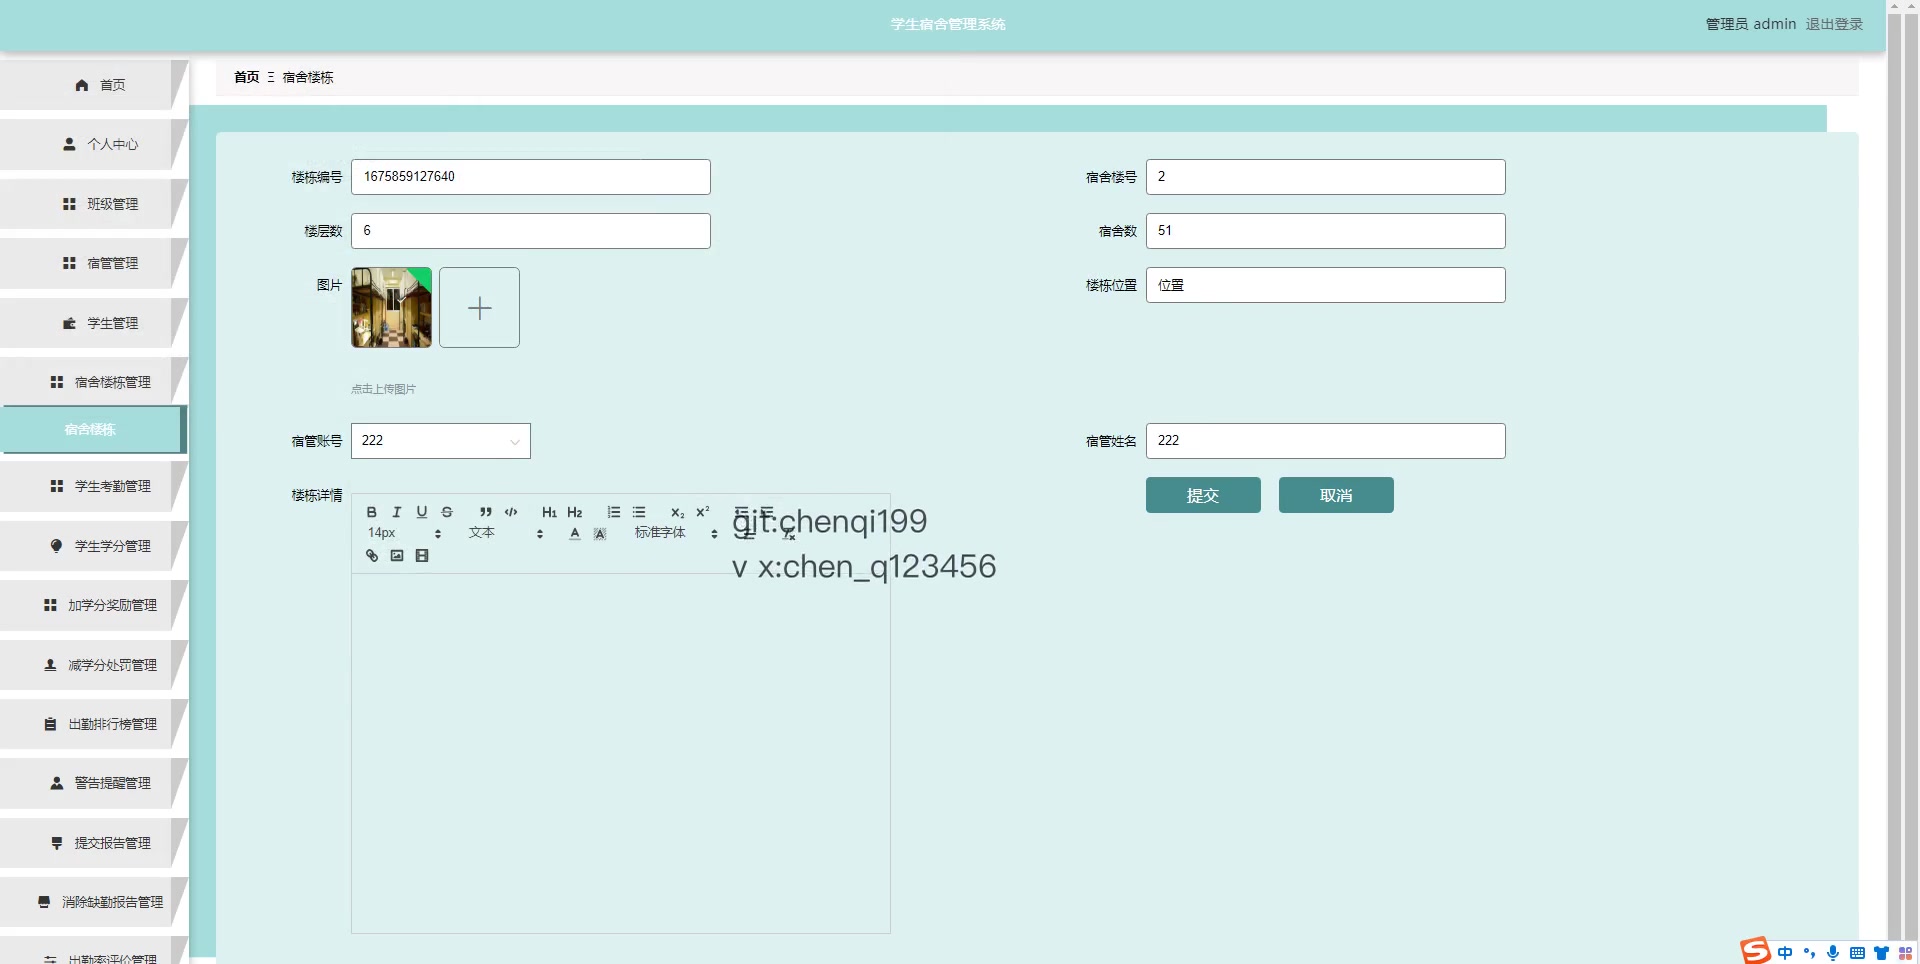 学生宿舍管理系统
管理员 admin 退出登录
首页 Ξ 宿舍楼栋
首页
个人中心
班级管理
宿管管理
学生管理
宿舍楼栋管理
宿舍楼栋
学生考勤管理
学生学分管理
加学分奖励管理
减学分处罚管理
出勤排行榜管理
警告提醒管理
提交报告管理
消除缺勤报告管理
出勤率评价管理
楼栋编号 1675859127640
宿舍楼号 2
楼层数 6
宿舍数 51
图片
楼栋位置 位置
点击上传图片
宿管账号 222
宿管姓名 222
楼栋详情
提交 取消
B I U S H1 H2 X2 X2
14px 文本 A A 标准字体
git:chenqi199
v x:chen_q123456
S 中